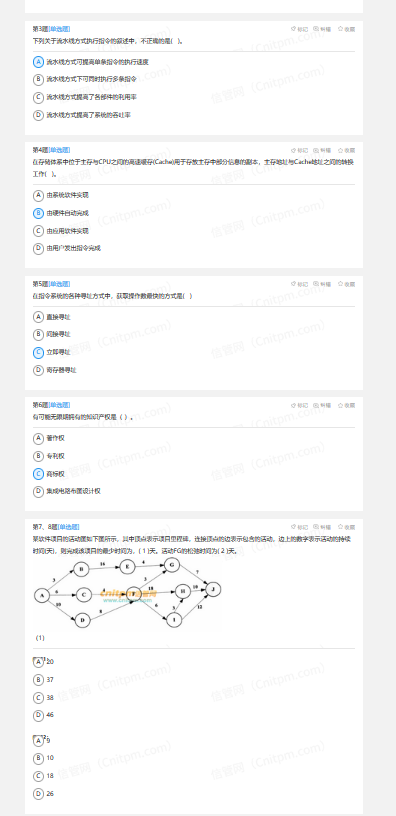 第3题[单选题] 标记 纠错 收藏
下列关于流水线方式执行指令的叙述中，不正确的是( )。
A 流水线方式可提高单条指令的执行速度
B 流水线方式下可同时执行多条指令
C 流水线方式提高了各部件的利用率
D 流水线方式提高了系统的吞吐率
第4题[单选题] 标记 纠错 收藏
在存储体系中位于主存与CPU之间的高速缓存(Cache)用于存放主存中部分信息的副本，主存地址与Cache地址之间的转换
工作( )。
A 由系统软件实现
B 由硬件自动完成
C 由应用软件实现
D 由用户发出指令完成
第5题[单选题] 标记 纠错 收藏
在指令系统的各种寻址方式中，获取操作数最快的方式是( )
A 直接寻址
B 间接寻址
C 立即寻址
D 寄存器寻址
第6题[单选题] 标记 纠错 收藏
有可能无限期拥有的知识产权是（ ）。
A 著作权
B 专利权
C 商标权
D 集成电路布图设计权
第7、8题[单选题] 标记 纠错 收藏
某软件项目的活动图如下图所示，其中顶点表示项目里程碑，连接顶点的边表示包含的活动，边上的数字表示活动的持续
时间(天)，则完成该项目的最少时间为，( 1 )天。活动FG的松弛时间为( 2 )天。
B 16 E 4 G
3 3 7
A 6 C 4 F 18 H 10 J
10 8 6 5 12
D I
(1)
A 20
B 37
C 38
D 46
A 9
B 10
C 18
D 26
信管网（Cnitpm.com）